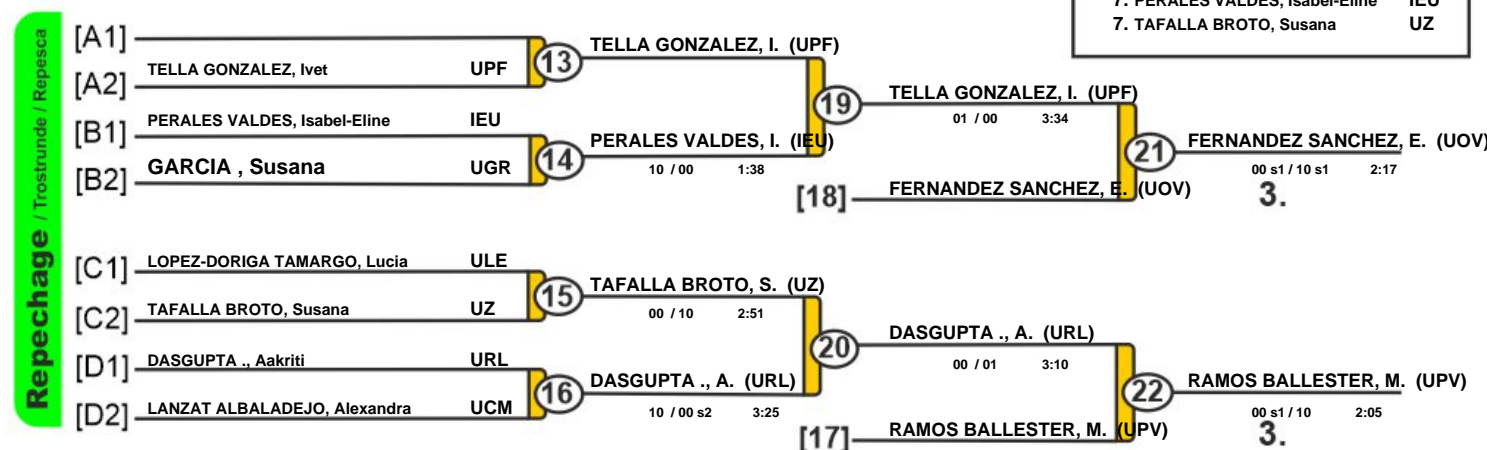 7. PERALES VALDES, Isabel-Eline IEU
7. TAFALLA BROTO, Susana UZ
Repechage / Trostrunde / Repesca
[A1]
TELLA GONZALEZ, I. (UPF)
[A2] TELLA GONZALEZ, Ivet UPF
13
19
TELLA GONZALEZ, I. (UPF)
01 / 00 3:34
[B1] PERALES VALDES, Isabel-Eline IEU
PERALES VALDES, I. (IEU)
10 / 00 1:38
14
[B2] GARCIA , Susana UGR
21
FERNANDEZ SANCHEZ, E. (UOV)
00 s1 / 10 s1 2:17
3.
[18] FERNANDEZ SANCHEZ, E. (UOV)
[C1] LOPEZ-DORIGA TAMARGO, Lucia ULE
15
TAFALLA BROTO, S. (UZ)
00 / 10 2:51
[C2] TAFALLA BROTO, Susana UZ
20
DASGUPTA ., A. (URL)
00 / 01 3:10
[D1] DASGUPTA ., Aakriti URL
16
DASGUPTA ., A. (URL)
10 / 00 s2 3:25
[D2] LANZAT ALBALADEJO, Alexandra UCM
22
RAMOS BALLESTER, M. (UPV)
00 s1 / 10 2:05
3.
[17] RAMOS BALLESTER, M. (UPV)